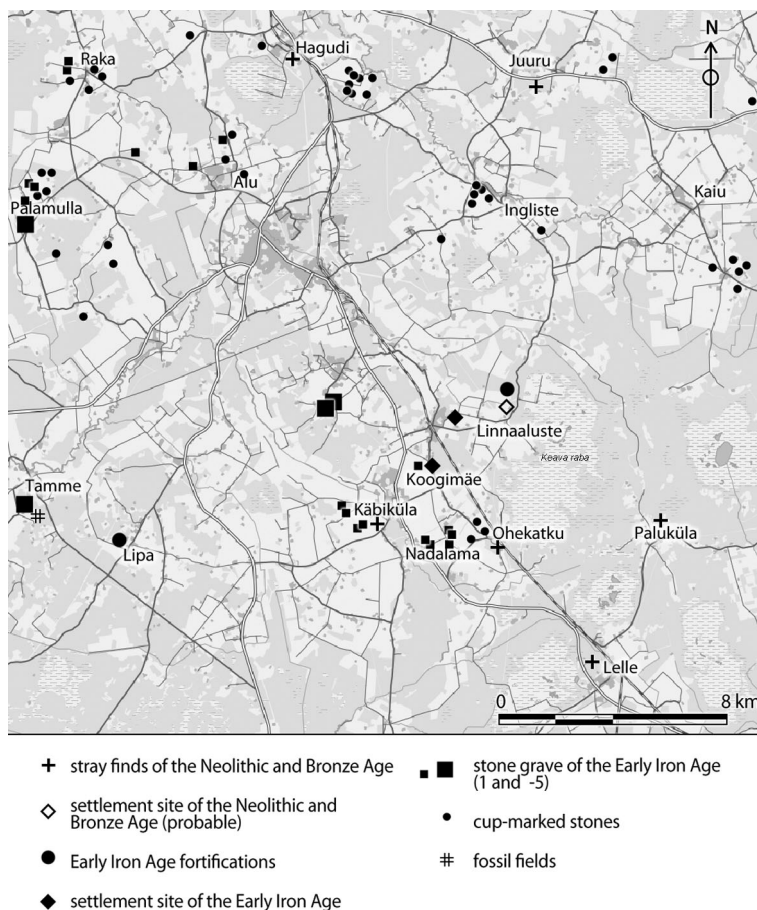 N
Raka
Hagudi
Juuru
Alu
Palamulla
Ingliste
Kaiu
Linnaaluste
Keava raba
Koogimäe
Tamme
Käbiküla
Ohekatku
Paluküla
Lipa
Nadalama
Lelle
0 8 km
stray finds of the Neolithic and Bronze Age
settlement site of the Neolithic and
Bronze Age (probable)
Early Iron Age fortifications
settlement site of the Early Iron Age
stone grave of the Early Iron Age
(1 and -5)
cup-marked stones
fossil fields